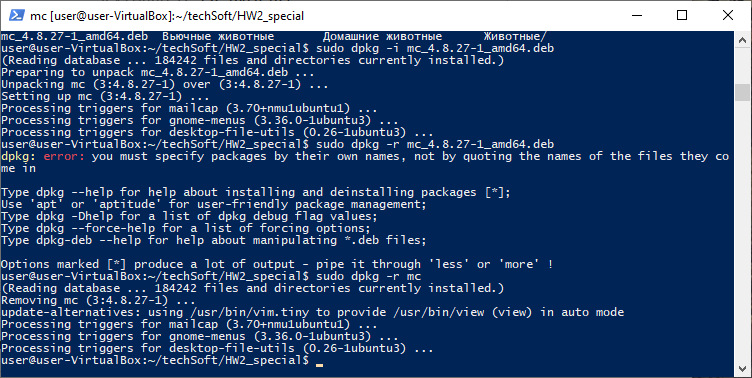 mc [user@user-VirtualBox]:~/techSoft/HW2_special
mc_4.8.27-1_amd64.deb Вьючные животные Домашние животные Животные/
user@user-VirtualBox:~/techSoft/HW2_special$ sudo dpkg -i mc_4.8.27-1_amd64.deb
(Reading database ... 184242 files and directories currently installed.)
Preparing to unpack mc_4.8.27-1_amd64.deb ...
Unpacking mc (3:4.8.27-1) over (3:4.8.27-1) ...
Setting up mc (3:4.8.27-1) ...
Processing triggers for mailcap (3.70+nmu1ubuntu1) ...
Processing triggers for gnome-menus (3.36.0-1ubuntu3) ...
Processing triggers for desktop-file-utils (0.26-1ubuntu3) ...
user@user-VirtualBox:~/techSoft/HW2_special$ sudo dpkg -r mc_4.8.27-1_amd64.deb
dpkg: error: you must specify packages by their own names, not by quoting the names of the files they co
me in
Type dpkg --help for help about installing and deinstalling packages [*];
Use 'apt' or 'aptitude' for user-friendly package management;
Type dpkg -Dhelp for a list of dpkg debug flag values;
Type dpkg --force-help for a list of forcing options;
Type dpkg-deb --help for help about manipulating *.deb files;
Options marked [*] produce a lot of output - pipe it through 'less' or 'more' !
user@user-VirtualBox:~/techSoft/HW2_special$ sudo dpkg -r mc
(Reading database ... 184242 files and directories currently installed.)
Removing mc (3:4.8.27-1) ...
update-alternatives: using /usr/bin/vim.tiny to provide /usr/bin/view (view) in auto mode
Processing triggers for mailcap (3.70+nmu1ubuntu1) ...
Processing triggers for gnome-menus (3.36.0-1ubuntu3) ...
Processing triggers for desktop-file-utils (0.26-1ubuntu3) ...
user@user-VirtualBox:~/techSoft/HW2_special$